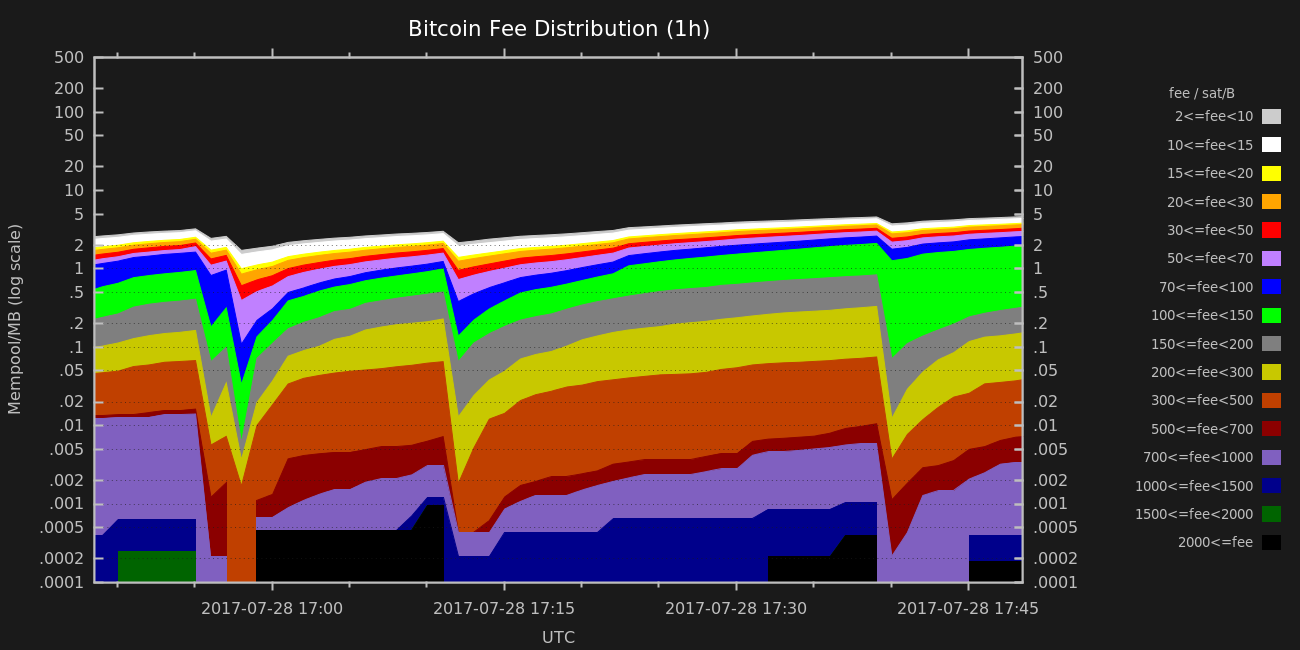 Bitcoin Fee Distribution (1h)
500
200
100
50
20
10
5
2
1
.5
.2
.1
.05
.02
.01
.005
.002
.001
.0005
.0002
.0001
Mempool/MB (log scale)
500
200
100
50
20
10
5
2
1
.5
.2
.1
.05
.02
.01
.005
.002
.001
.0005
.0002
.0001
2017-07-28 17:00
2017-07-28 17:15
2017-07-28 17:30
2017-07-28 17:45
UTC
fee / sat/B
2<=fee<10
10<=fee<15
15<=fee<20
20<=fee<30
30<=fee<50
50<=fee<70
70<=fee<100
100<=fee<150
150<=fee<200
200<=fee<300
300<=fee<500
500<=fee<700
700<=fee<1000
1000<=fee<1500
1500<=fee<2000
2000<=fee